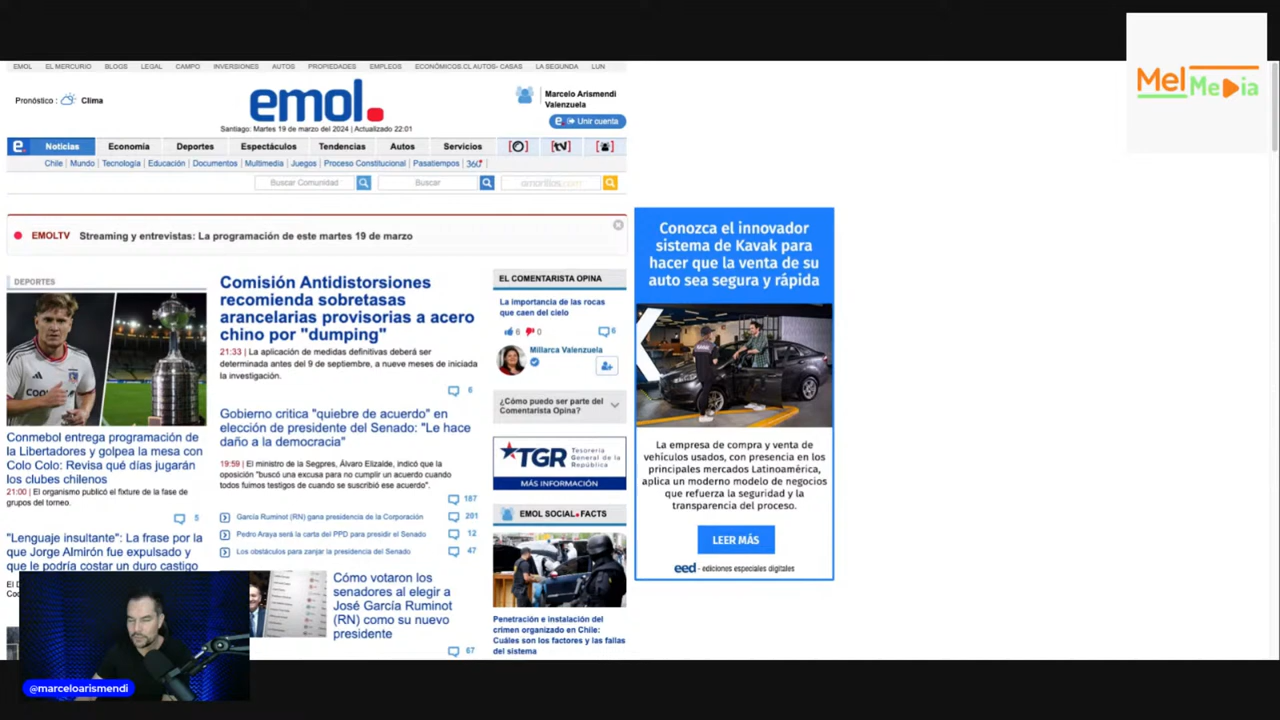 EMOL EL MERCURIO BLOGS LEGAL CAMPO INVERSIONES AUTOS PROPIEDADES EMPLEOS ECONÓMICOS.CL AUTOS- CASAS LA SEGUNDA LUN
Pronóstico : Clima
emol.
Marcelo Arismendi
Valenzuela
Unir cuenta
Santiago: Martes 19 de marzo del 2024 | Actualizado 22:01
e. Noticias Economía Deportes Espectáculos Tendencias Autos Servicios tv
Chile | Mundo | Tecnología | Educación | Documentos | Multimedia | Juegos | Proceso Constitucional | Pasatiempos | 360°
Buscar Comunidad Buscar amarillas.com
EMOLTV Streaming y entrevistas: La programación de este martes 19 de marzo
DEPORTES
Conmebol entrega programación de
la Libertadores y golpea la mesa con
Colo Colo: Revisa qué días jugarán
los clubes chilenos
21:00 | El organismo publicó el fixture de la fase de
grupos del torneo.
5
"Lenguaje insultante": La frase por la
que Jorge Almirón fue expulsado y
que le podría costar un duro castigo
Comisión Antidistorsiones
recomienda sobretasas
arancelarias provisorias a acero
chino por "dumping"
21:33 | La aplicación de medidas definitivas deberá ser
determinada antes del 9 de septiembre, a nueve meses de iniciada
la investigación.
6
Gobierno critica "quiebre de acuerdo" en
elección de presidente del Senado: "Le hace
daño a la democracia"
19:59 | El ministro de la Segpres, Álvaro Elizalde, indicó que la
oposición "buscó una excusa para no cumplir un acuerdo cuando
todos fuimos testigos de cuando se suscribió ese acuerdo".
187
García Ruminot (RN) gana presidencia de la Corporación 201
Pedro Araya será la carta del PPD para presidir el Senado 12
Los obstáculos para zanjar la presidencia del Senado 47
Cómo votaron los
senadores al elegir a
José García Ruminot
(RN) como su nuevo
presidente
67
EL COMENTARISTA OPINA
La importancia de las rocas
que caen del cielo
6 0 6
Millarca Valenzuela
¿Cómo puedo ser parte del
Comentarista Opina?
TGR Tesorería
General de la
República
MÁS INFORMACIÓN
EMOL SOCIAL FACTS
Penetración e instalación del
crimen organizado en Chile:
Cuáles son los factores y las fallas
del sistema
Conozca el innovador
sistema de Kavak para
hacer que la venta de su
auto sea segura y rápida
La empresa de compra y venta de
vehículos usados, con presencia en los
principales mercados Latinoamérica,
aplica un moderno modelo de negocios
que refuerza la seguridad y la
transparencia del proceso.
LEER MÁS
eed - ediciones especiales digitales
Mel Media
@marceloarismendi